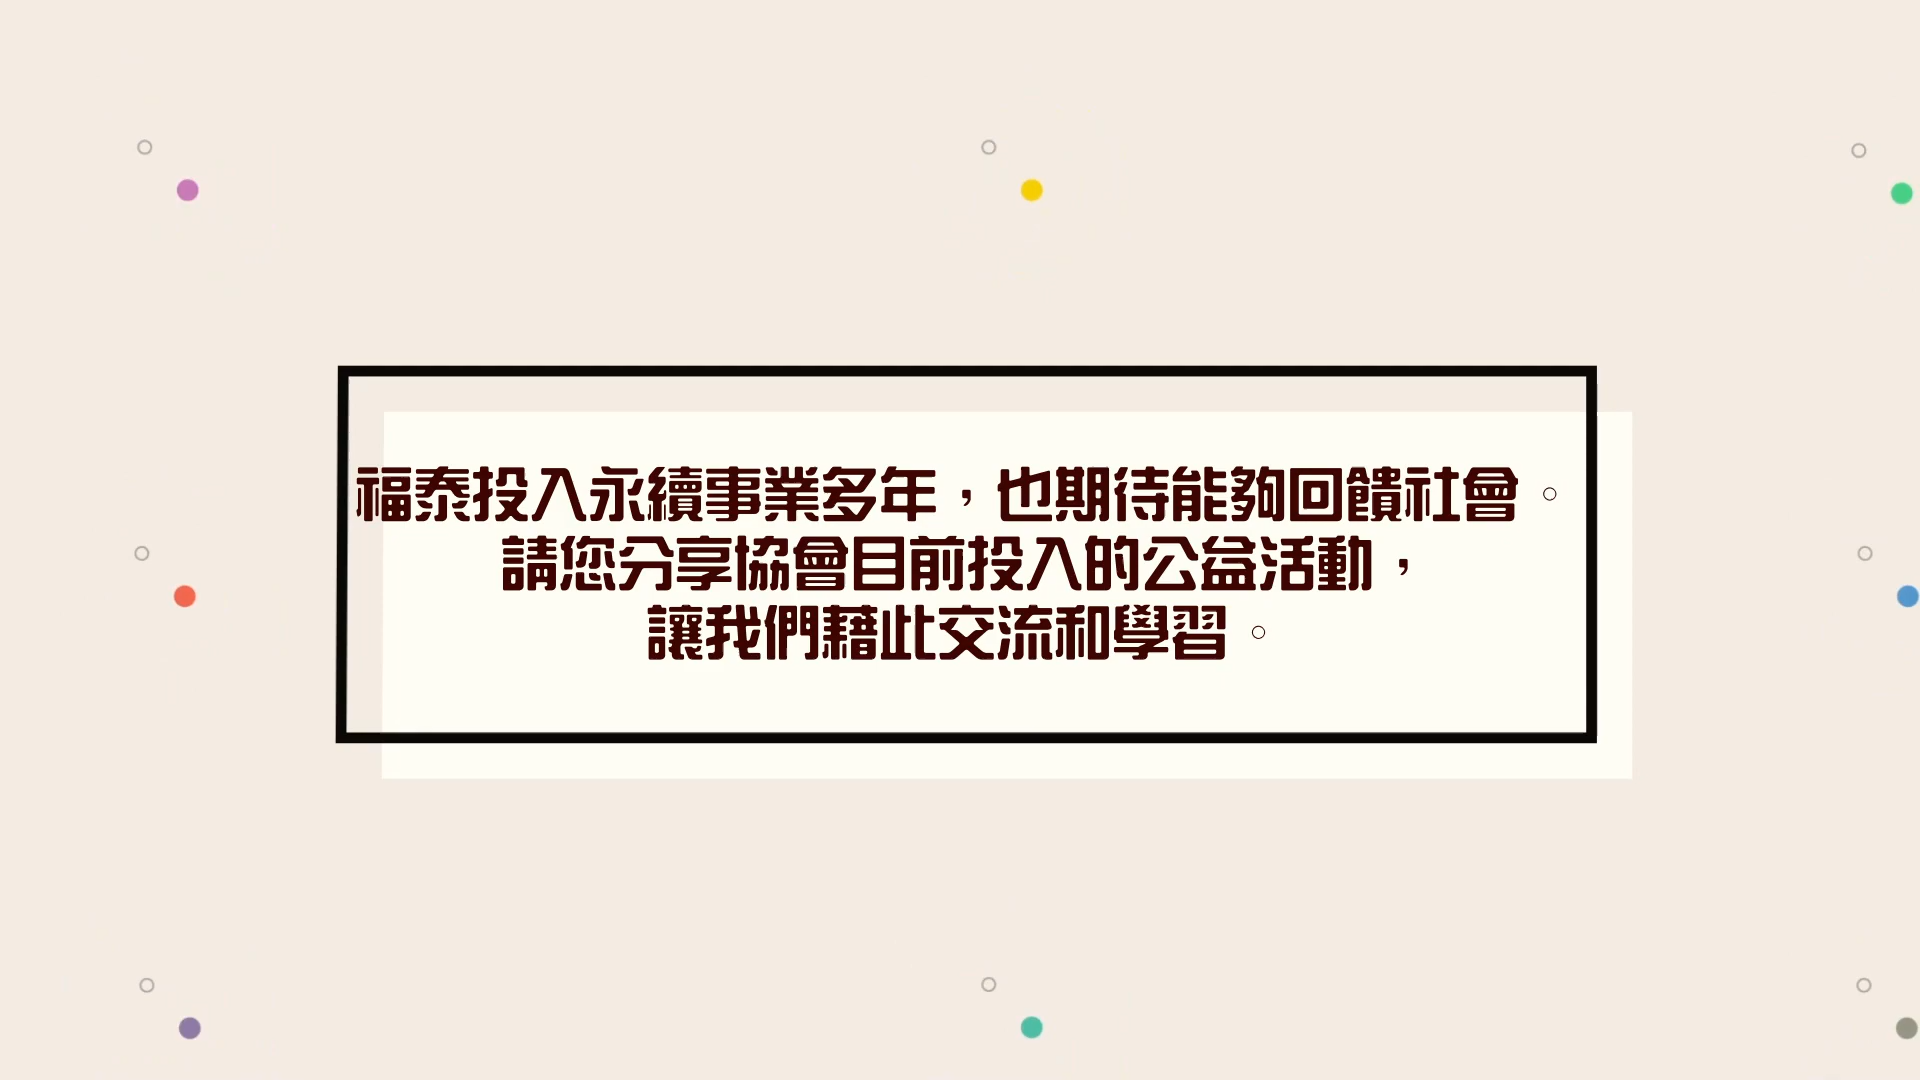 福泰投入永續事業多年，也期待能夠回饋社會。
請您分享協會目前投入的公益活動，
讓我們藉此交流和學習。